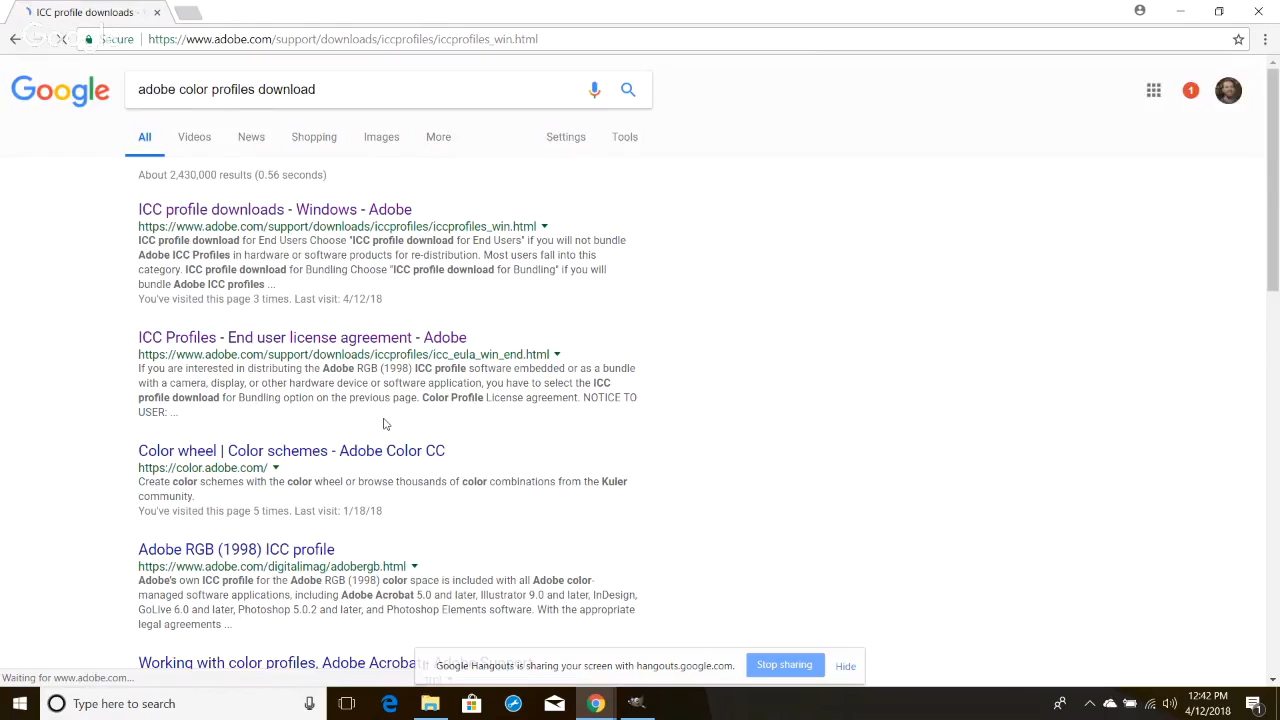 ICC profile downloads -
Secure https://www.adobe.com/support/downloads/iccprofiles/iccprofiles_win.html
Google
adobe color profiles download
1
All Videos News Shopping Images More Settings Tools
About 2,430,000 results (0.56 seconds)
ICC profile downloads - Windows - Adobe
https://www.adobe.com/support/downloads/iccprofiles/iccprofiles_win.html
ICC profile download for End Users Choose "ICC profile download for End Users" if you will not bundle
Adobe ICC Profiles in hardware or software products for re-distribution. Most users fall into this
category. ICC profile download for Bundling Choose "ICC profile download for Bundling" if you will
bundle Adobe ICC profiles ...
You've visited this page 3 times. Last visit: 4/12/18
ICC Profiles - End user license agreement - Adobe
https://www.adobe.com/support/downloads/iccprofiles/icc_eula_win_end.html
If you are interested in distributing the Adobe RGB (1998) ICC profile software embedded or as a bundle
with a camera, display, or other hardware device or software application, you have to select the ICC
profile download for Bundling option on the previous page. Color Profile License agreement. NOTICE TO
USER: ...
Color wheel | Color schemes - Adobe Color CC
https://color.adobe.com/
Create color schemes with the color wheel or browse thousands of color combinations from the Kuler
community.
You've visited this page 5 times. Last visit: 1/18/18
Adobe RGB (1998) ICC profile
https://www.adobe.com/digitalimag/adobergb.html
Adobe's own ICC profile for the Adobe RGB (1998) color space is included with all Adobe color-
managed software applications, including Adobe Acrobat 5.0 and later, Illustrator 9.0 and later, InDesign,
GoLive 6.0 and later, Photoshop 5.0.2 and later, and Photoshop Elements software. With the appropriate
legal agreements ...
Working with color profiles, Adobe Acrobat
Google Hangouts is sharing your screen with hangouts.google.com. Stop sharing Hide
Waiting for www.adobe.com...
Type here to search
12:42 PM
4/12/2018
1